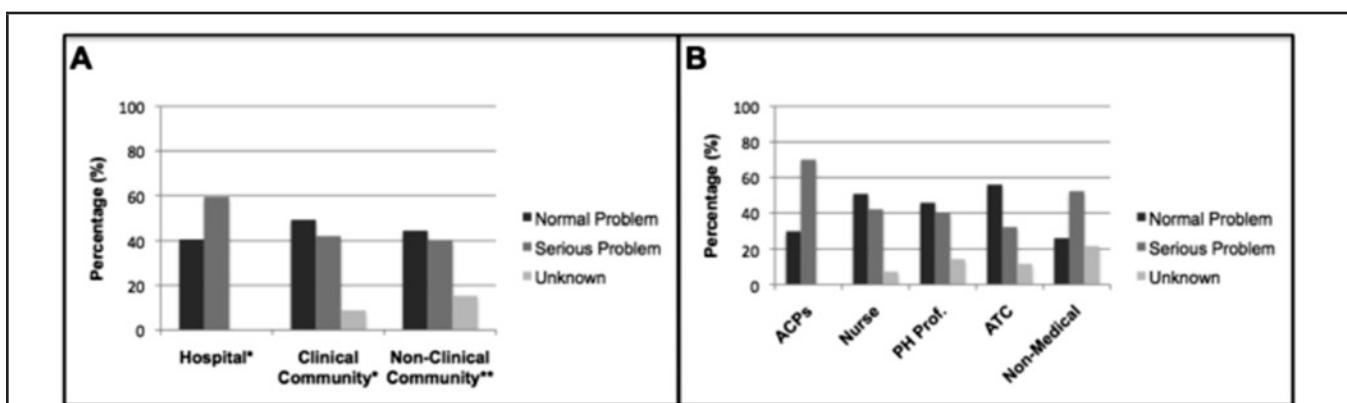 A
Percentage (%)
100
80
60
40
20
0
Hospital*
Clinical
Community*
Non-Clinical
Community**
Normal Problem
Serious Problem
Unknown
B
Percentage (%)
100
80
60
40
20
0
ACPs
Nurse
PH Prof.
ATC
Non-Medical
Normal Problem
Serious Problem
Unknown